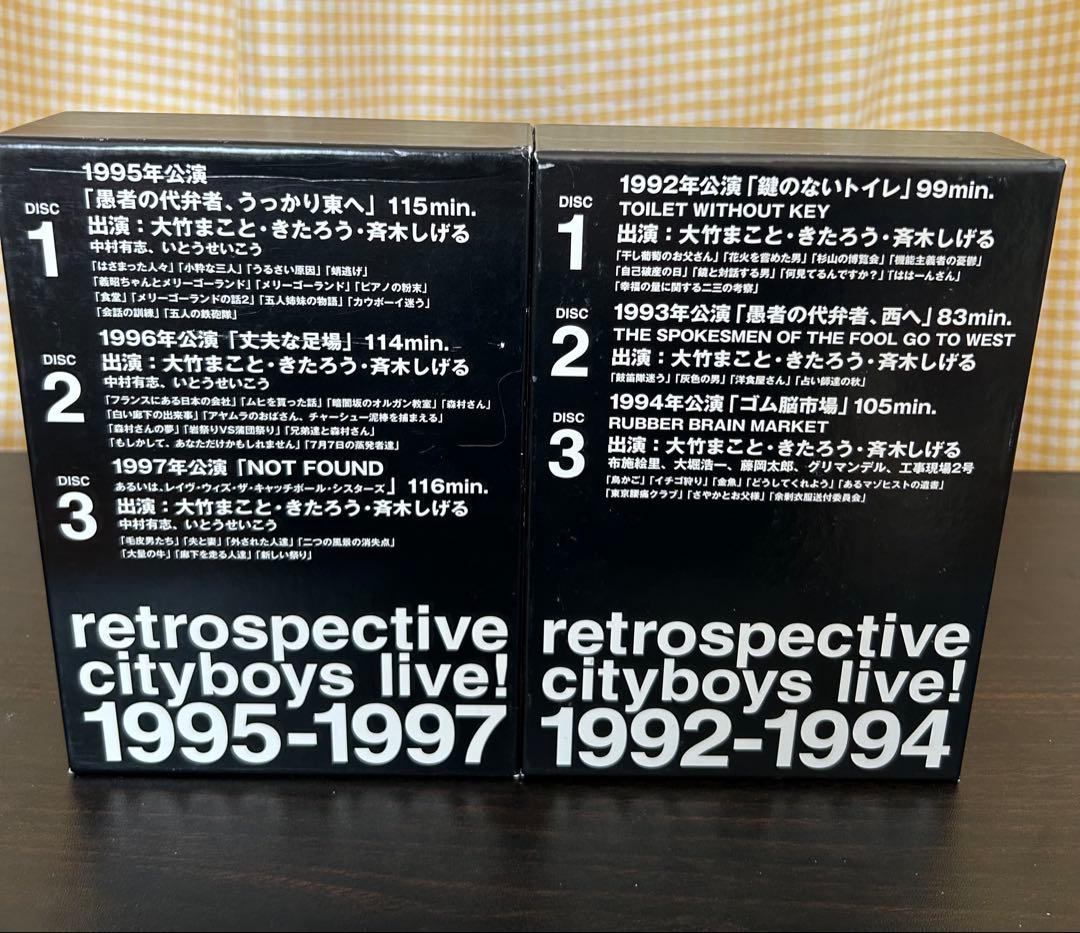 1995年公演
DISC
1
「愚者の代弁者、うっかり東へ」 115min.
出演：大竹まこと・きたろう・斉木しげる
中村有志、いとうせいこう
「はさまった人々」「小粋な三人」「うるさい原因」「蜻逃げ」
「義昭ちゃんとメリーゴーランド」「メリーゴーランド」「ピアノの粉末」
「食堂」「メリーゴーランドの話2」「五人姉妹の物語」「カウボーイ迷う」
「会話の訓練」「五人の鉄砲隊」
DISC
2
1996年公演 「丈夫な足場」 114min.
出演：大竹まこと・きたろう・斉木しげる
中村有志、いとうせいこう
「フランスにある日本の会社」「ムヒを買った話」「暗闇坂のオルガン教室」「森村さん」
「白い廊下の出来事」「アヤムラのおばさん、チャーシュー泥棒を捕まえる」
「森村さんの夢」「岩祭りVS蒲団祭り」「兄弟達と森村さん」
「もしかして、あなただけかもしれません」「7月7日の蒸発者達」
DISC
3
1997年公演 「NOT FOUND
あるいは、レイヴ・ウィズ・ザ・キャッチボール・シスターズ」 116min.
出演：大竹まこと・きたろう・斉木しげる
中村有志、いとうせいこう
「毛皮男たち」「夫と妻」「外された人達」「二つの風景の消失点」
「大量の牛」「廊下を走る人達」「新しい祭り」
retrospective
cityboys live!
1995-1997
DISC
1
1992年公演「鍵のないトイレ」99min.
TOILET WITHOUT KEY
出演：大竹まこと・きたろう・斉木しげる
「干し葡萄のお父さん」「花火を嘗めた男」「杉山の博覧会」「機能主義者の憂鬱」
「自己破産の日」「鏡と対話する男」「何見てるんですか？」「ははーんさん」
「幸福の量に関する二三の考察」
DISC
2
1993年公演「愚者の代弁者、西へ」83min.
THE SPOKESMEN OF THE FOOL GO TO WEST
出演：大竹まこと・きたろう・斉木しげる
「鼓笛隊迷う」「灰色の男」「洋食屋さん」「占い師達の秋」
DISC
3
1994年公演「ゴム脳市場」105min.
RUBBER BRAIN MARKET
出演：大竹まこと・きたろう・斉木しげる
布施絵里、大堀浩一、藤岡太郎、グリマンデル、工事現場2号
「鳥かご」「イチゴ狩り」「金魚」「どうしてくれよう」「あるマゾヒストの遺書」
「東京腰痛クラブ」「さやかとお父様」「余剰衣服送付委員会」
retrospective
cityboys live!
1992-1994